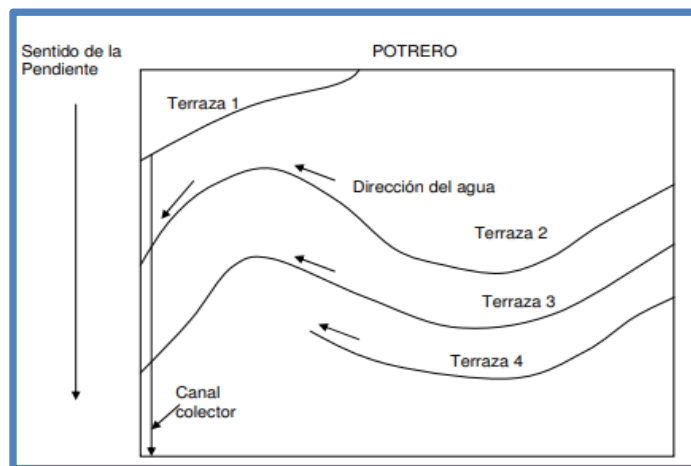 Sentido de la
Pendiente
POTRERO
Terraza 1
Dirección del agua
Terraza 2
Terraza 3
Terraza 4
Canal
colector